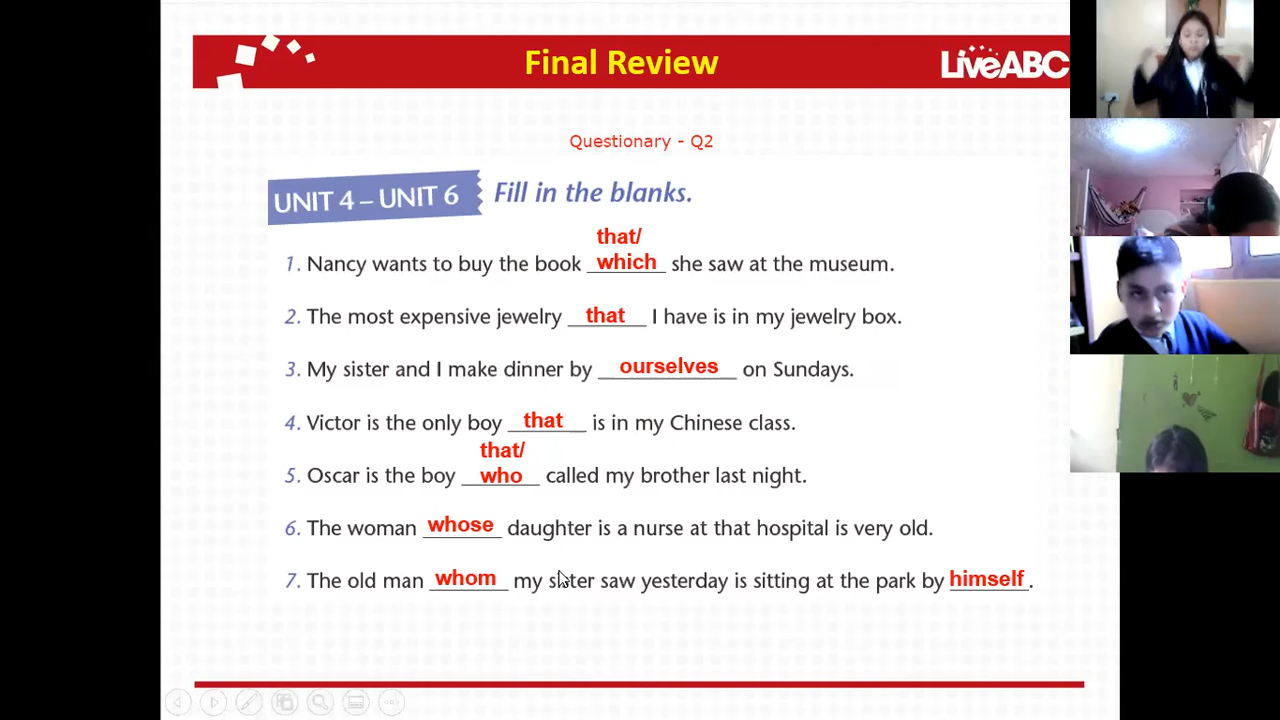 Final Review
LiveABC
Questionary - Q2
UNIT 4 – UNIT 6 Fill in the blanks.
that/
1. Nancy wants to buy the book which she saw at the museum.
2. The most expensive jewelry that I have is in my jewelry box.
3. My sister and I make dinner by ourselves on Sundays.
4. Victor is the only boy that is in my Chinese class.
that/
5. Oscar is the boy who called my brother last night.
6. The woman whose daughter is a nurse at that hospital is very old.
7. The old man whom my sister saw yesterday is sitting at the park by himself.